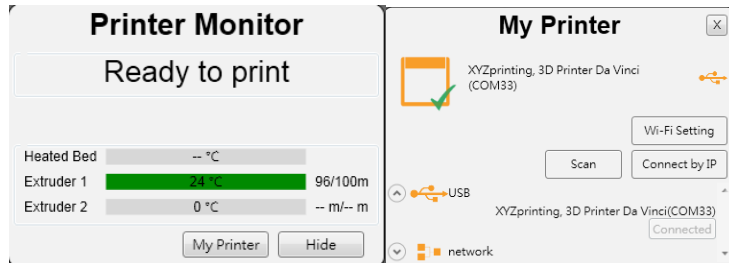 Printer Monitor
Ready to print
Heated Bed -- °C
Extruder 1 24 °C 96/100m
Extruder 2 0 °C -- m/-- m
My Printer Hide
My Printer X
XYZprinting, 3D Printer Da Vinci
(COM33)
Wi-Fi Setting
Scan Connect by IP
USB
XYZprinting, 3D Printer Da Vinci(COM33)
Connected
network